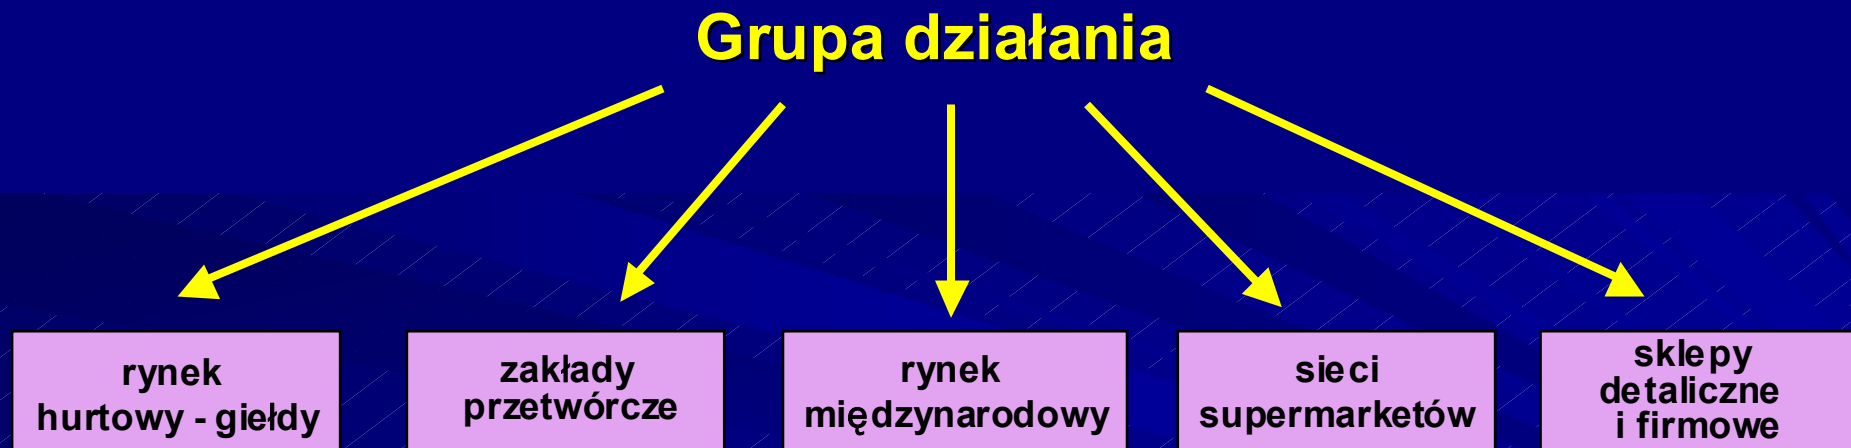 Grupa działania
rynek
hurtowy - giełdy
zakłady
przetwórcze
rynek
międzynarodowy
sieci
supermarketów
sklepy
detaliczne
i firmowe